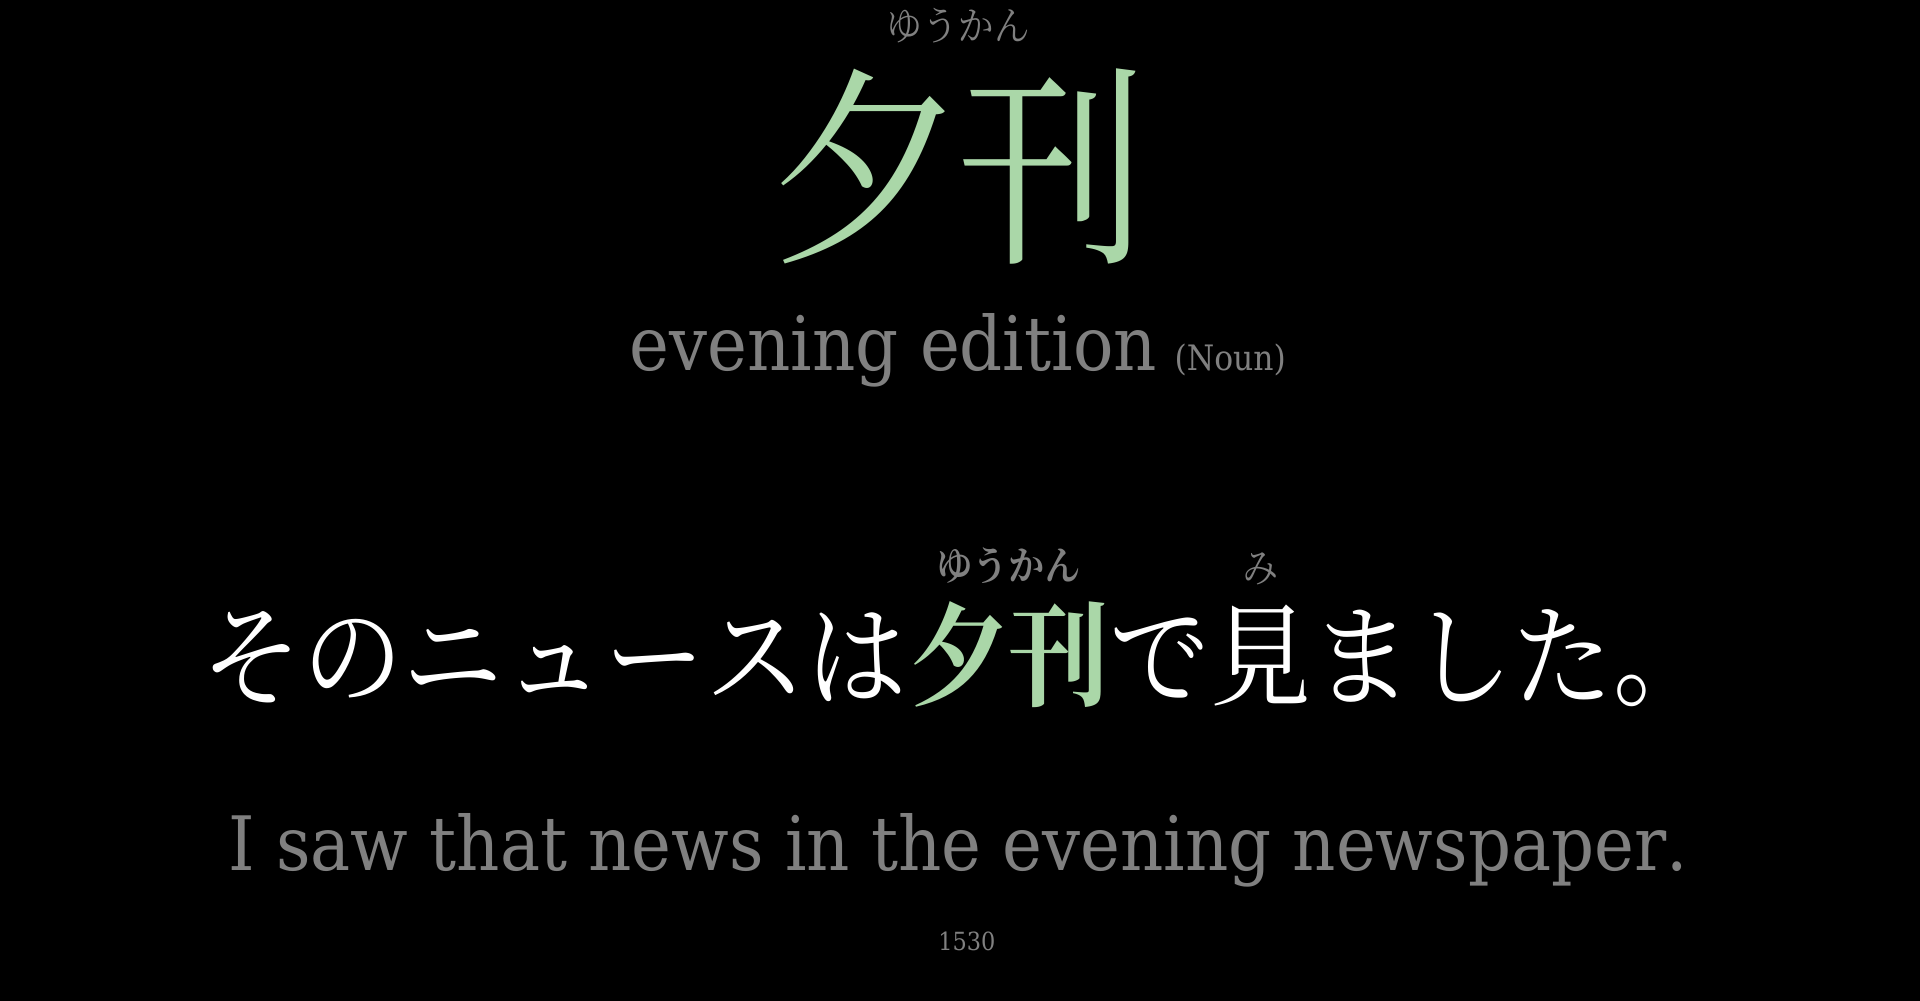 ゆうかん
夕刊
evening edition (Noun)
ゆうかん み
そのニュースは夕刊で見ました。
I saw that news in the evening newspaper.
1530